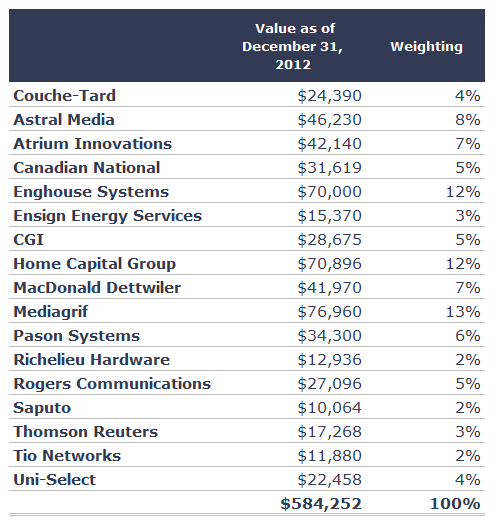 Value as of
December 31,
2012
Weighting
Couche-Tard $24,390 4%
Astral Media $46,230 8%
Atrium Innovations $42,140 7%
Canadian National $31,619 5%
Enghouse Systems $70,000 12%
Ensign Energy Services $15,370 3%
CGI $28,675 5%
Home Capital Group $70,896 12%
MacDonald Dettwiler $41,970 7%
Mediagrif $76,960 13%
Pason Systems $34,300 6%
Richelieu Hardware $12,936 2%
Rogers Communications $27,096 5%
Saputo $10,064 2%
Thomson Reuters $17,268 3%
Tio Networks $11,880 2%
Uni-Select $22,458 4%
$584,252 100%